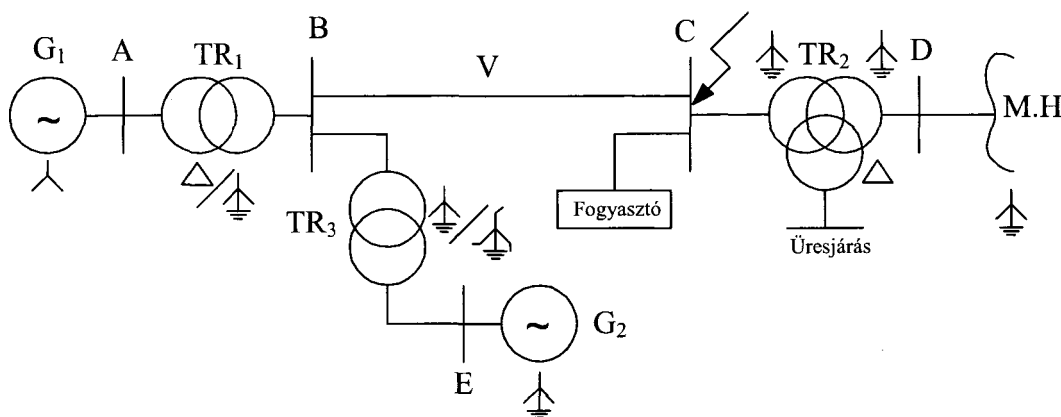 G₁
A
TR₁
B
V
C
TR₂
D
M.H
~
Fogyasztó
TR₃
Üresjárás
~
G₂
E